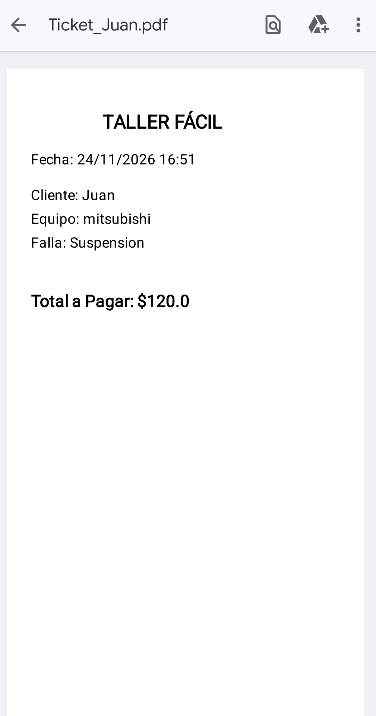 Ticket_Juan.pdf
TALLER FÁCIL
Fecha: 24/11/2026 16:51
Cliente: Juan
Equipo: mitsubishi
Falla: Suspension
Total a Pagar: $120.0